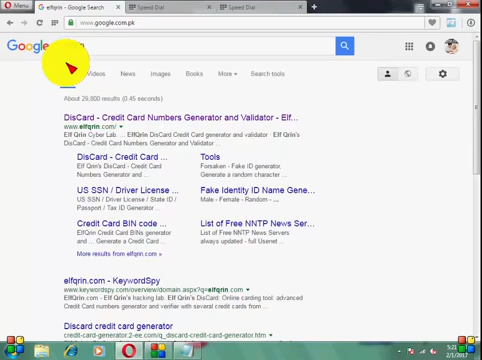 Menu
elfqrin - Google Search
Speed Dial
Speed Dial
www.google.com.pk
Google
Videos
News
Images
Books
More
Search tools
About 29,800 results (0.45 seconds)
DisCard - Credit Card Numbers Generator and Validator - Elf...
www.elfqrin.com/
Elf Qrin Cyber Lab. ... Elf Qrin DisCard Credit Card generator and validator · Elf Qrin's
DisCard - Credit Card Numbers Generator and Validator.
DisCard - Credit Card ...
Elf Qrin's DisCard - Credit Card
Numbers Generator and ...
Tools
Forsaken - Fake ID generator,
Generate a random character ...
US SSN / Driver License ...
US SSN / Driver License / State ID /
Passport / Tax ID Generator ...
Fake Identity ID Name Gene...
Male - Female - Random - ...
Credit Card BIN code ...
Credit Card BINs generator
and ... Generate a Credit Card ...
List of Free NNTP News Ser...
List of Free NNTP News Servers
always updated - full Usenet ...
More results from elfqrin.com »
elfqrin.com - KeywordSpy
www.keywordspy.com/overview/domain.aspx?q=elfqrin.com
Elf Qrin's hacking lab. Elf Qrin's DisCard: Online carding tool: advanced
Credit Card numbers generator and verifier with several credit cards from ...
Discard credit card generator
credit-card-generator.2-ee.com/q_discard-credit-card-generator.htm
5:21
2/1/2017